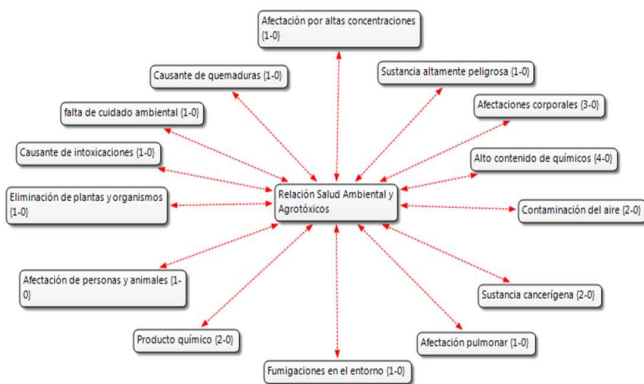 Afectación por altas concentraciones
{1-0}
Causante de quemaduras {1-0}
Sustancia altamente peligrosa {1-0}
falta de cuidado ambiental {1-0}
Afectaciones corporales {3-0}
Causante de intoxicaciones {1-0}
Alto contenido de químicos {4-0}
Eliminación de plantas y organismos
{1-0}
Relación Salud Ambiental y
Agrotóxicos
Contaminación del aire {2-0}
Afectación de personas y animales {1-
0}
Sustancia cancerígena {2-0}
Producto químico {2-0}
Afectación pulmonar {1-0}
Fumigaciones en el entorno {1-0}